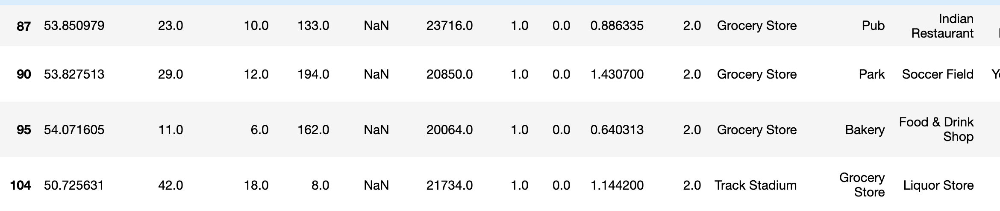 87 53.850979 23.0 10.0 133.0 NaN 23716.0 1.0 0.0 0.886335 2.0 Grocery Store Pub Indian Restaurant
90 53.827513 29.0 12.0 194.0 NaN 20850.0 1.0 0.0 1.430700 2.0 Grocery Store Park Soccer Field
95 54.071605 11.0 6.0 162.0 NaN 20064.0 1.0 0.0 0.640313 2.0 Grocery Store Bakery Food & Drink Shop
104 50.725631 42.0 18.0 8.0 NaN 21734.0 1.0 0.0 1.144200 2.0 Track Stadium Grocery Store Liquor Store